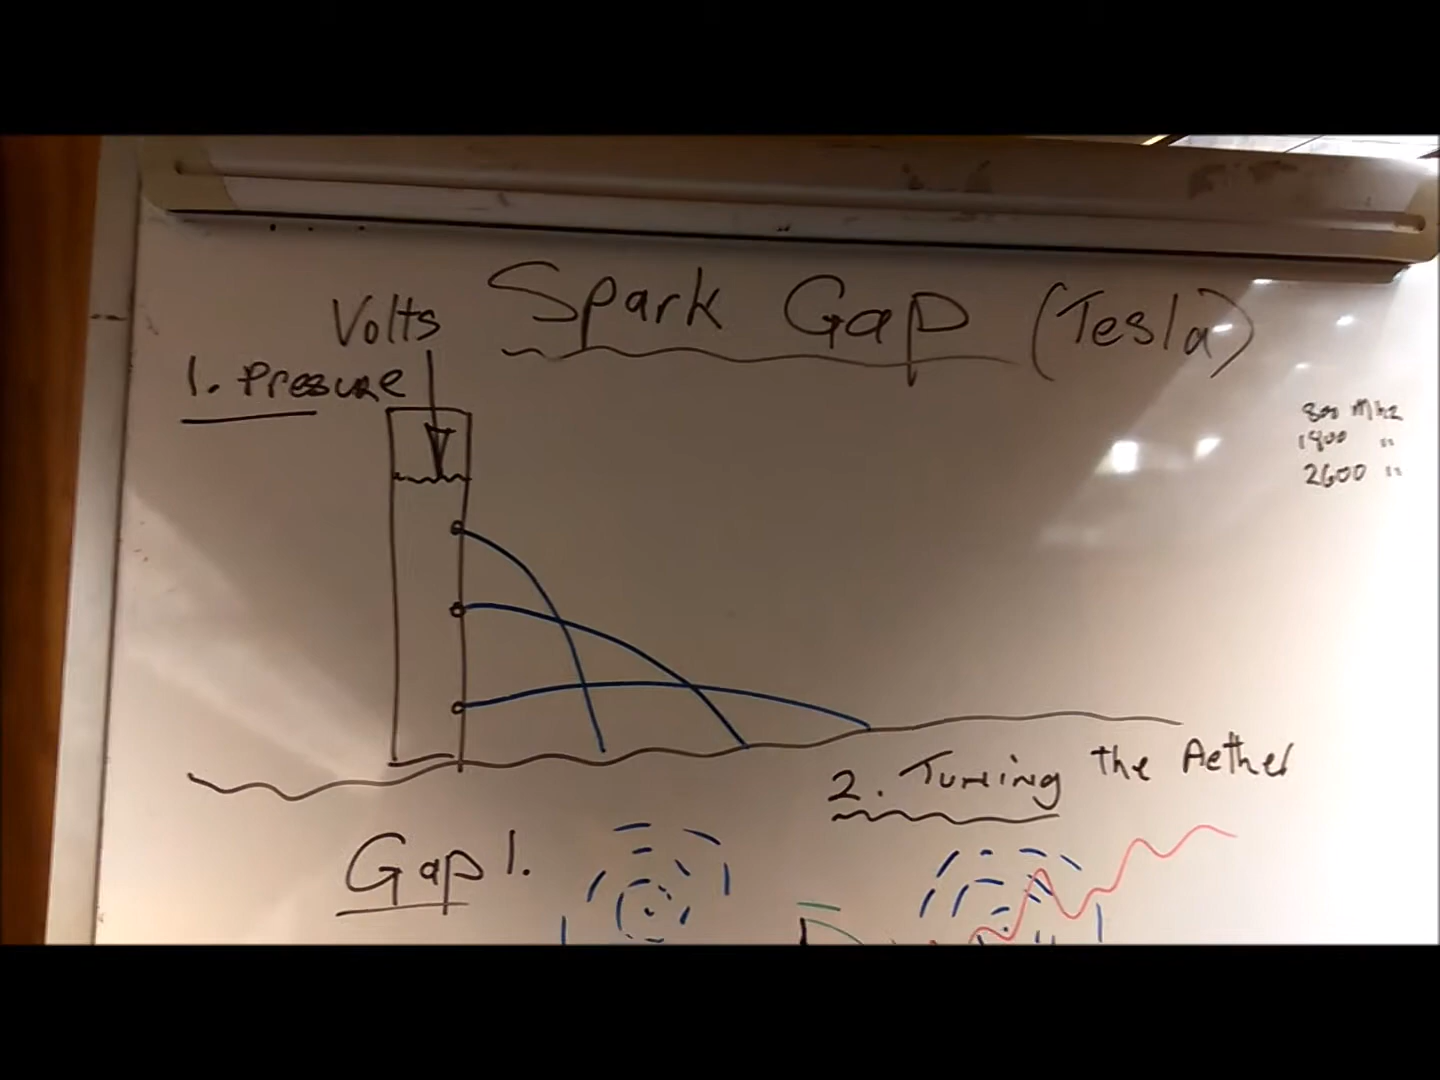 Spark Gap (Tesla)
Volts
1. Pressure
800 Mhz
1900 "
2600 "
2. Tuning the Aether
Gap 1.